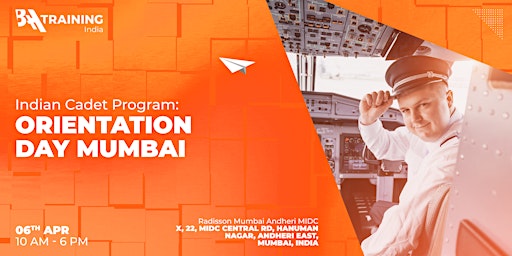 BAA TRAINING
India
Indian Cadet Program:
ORIENTATION
DAY MUMBAI
06TH APR
10 AM - 6 PM
Radisson Mumbai Andheri MIDC
X, 22, MIDC CENTRAL RD, HANUMAN
NAGAR, ANDHERI EAST,
MUMBAI, INDIA